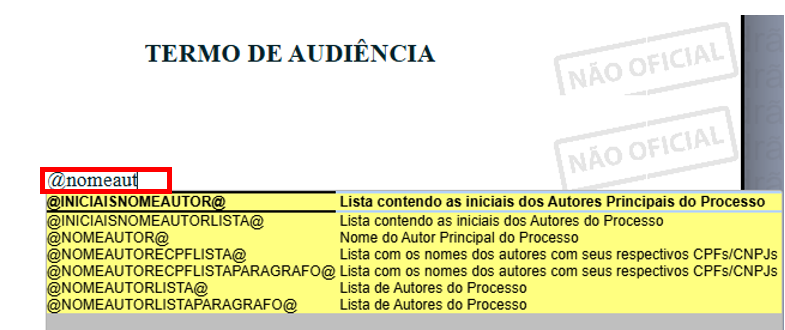 TERMO DE AUDIÊNCIA
NÃO OFICIAL
NÃO OFICIAL
@nomeaut
@INICIAISNOMEAUTOR@ Lista contendo as iniciais dos Autores Principais do Processo
@INICIAISNOMEAUTORLISTA@ Lista contendo as iniciais dos Autores do Processo
@NOMEAUTOR@ Nome do Autor Principal do Processo
@NOMEAUTORECPFLISTA@ Lista com os nomes dos autores com seus respectivos CPFs/CNPJs
@NOMEAUTORECPFLISTAPARAGRAFO@ Lista com os nomes dos autores com seus respectivos CPFs/CNPJs
@NOMEAUTORLISTA@ Lista de Autores do Processo
@NOMEAUTORLISTAPARAGRAFO@ Lista de Autores do Processo